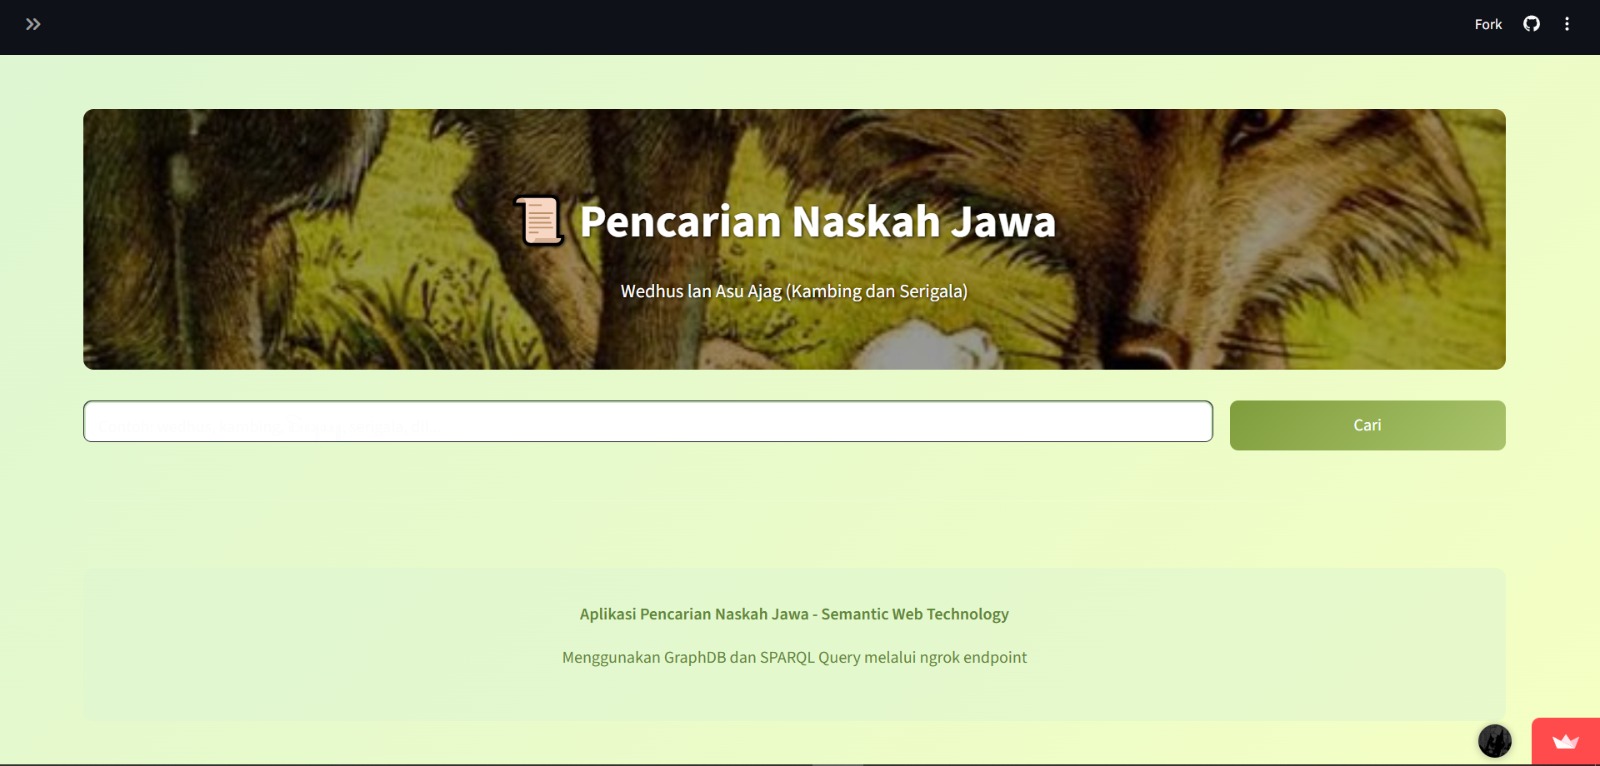 Fork
Pencarian Naskah Jawa
Wedhus lan Asu Ajag (Kambing dan Serigala)
Cari
Aplikasi Pencarian Naskah Jawa - Semantic Web Technology
Menggunakan GraphDB dan SPARQL Query melalui ngrok endpoint